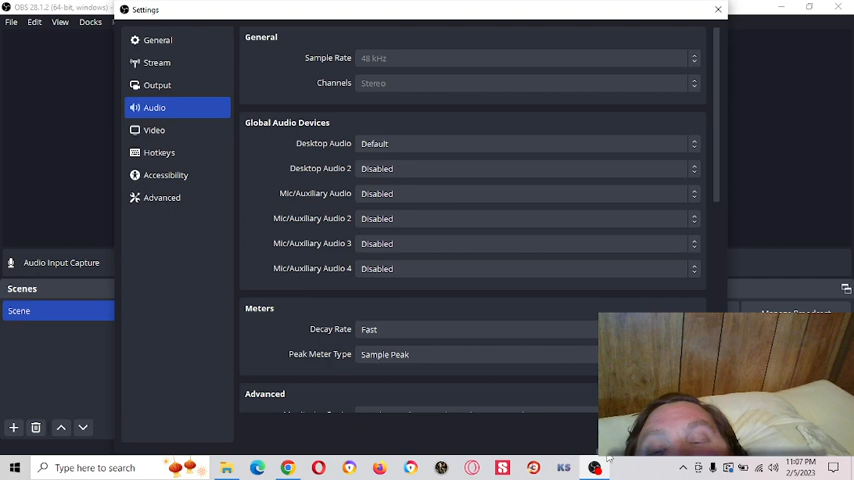 OBS 28.1.2 (64-bit, windows)
Settings
File Edit View Docks
General
Stream
Output
Audio
Video
Hotkeys
Accessibility
Advanced
General
Sample Rate 48 kHz
Channels Stereo
Global Audio Devices
Desktop Audio Default
Desktop Audio 2 Disabled
Mic/Auxiliary Audio Disabled
Mic/Auxiliary Audio 2 Disabled
Mic/Auxiliary Audio 3 Disabled
Mic/Auxiliary Audio 4 Disabled
Meters
Decay Rate Fast
Peak Meter Type Sample Peak
Advanced
Audio Input Capture
Scenes
Scene
Manage Broadcast
Type here to search
KS
11:07 PM
2/5/2023